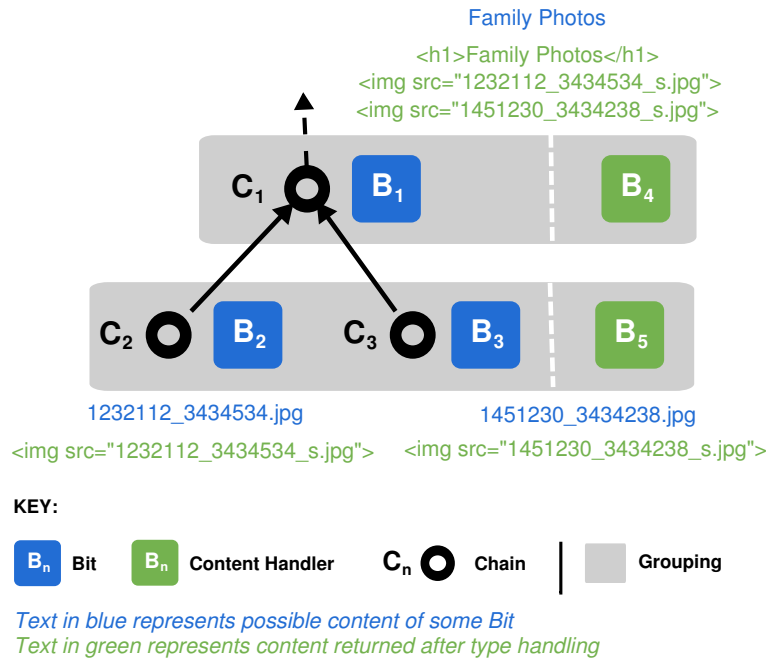 Family Photos
<h1>Family Photos</h1>
<img src="1232112_3434534_s.jpg">
<img src="1451230_3434238_s.jpg">
C1 B1 B4
C2 B2 C3 B3 B5
1232112_3434534.jpg 1451230_3434238.jpg
<img src="1232112_3434534_s.jpg"> <img src="1451230_3434238_s.jpg">
KEY:
Bn Bit Bn Content Handler Cn Chain Grouping
Text in blue represents possible content of some Bit
Text in green represents content returned after type handling